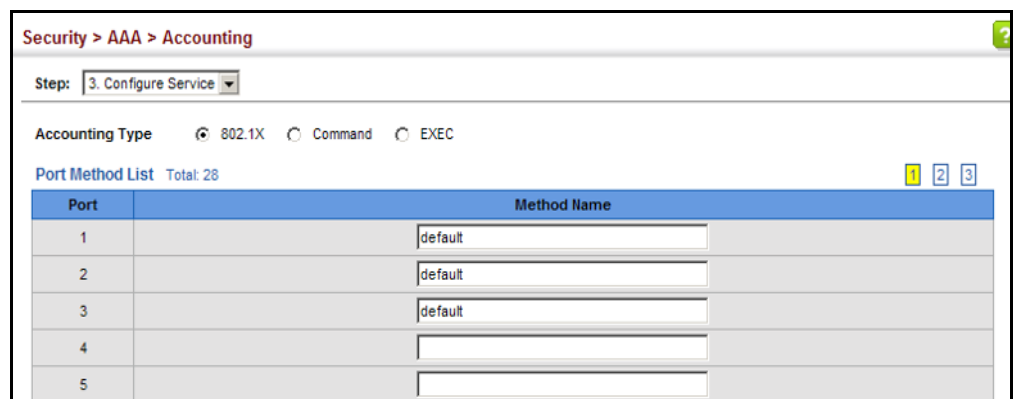 Security > AAA > Accounting
?
Step: 3. Configure Service
Accounting Type 802.1X Command EXEC
Port Method List Total: 28 1 2 3
Port Method Name
1 default
2 default
3 default
4
5